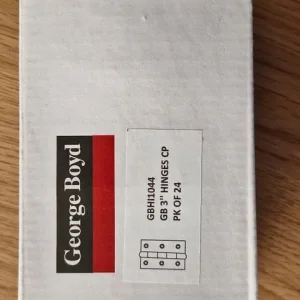 George Boyd
GBHI1044
GB 3" HINGES CP
PK OF 24